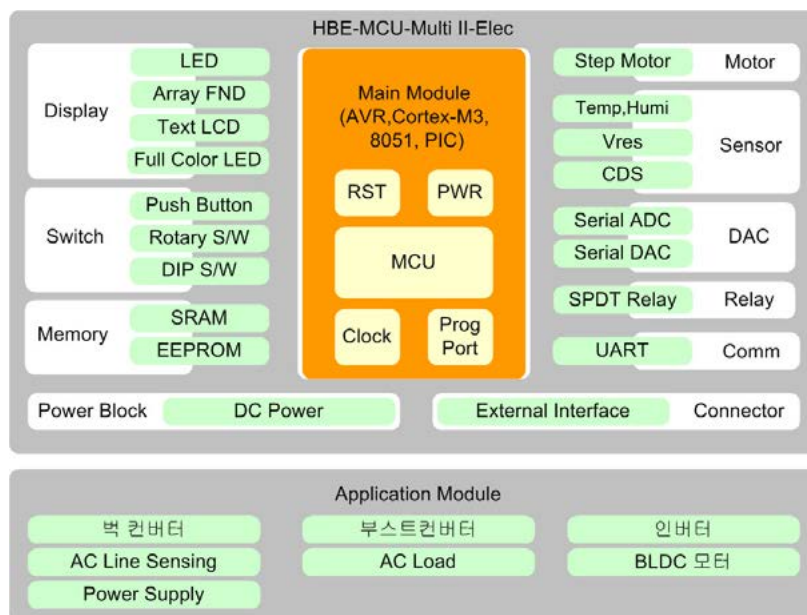 HBE-MCU-Multi II-Elec
Display
LED
Array FND
Text LCD
Full Color LED
Switch
Push Button
Rotary S/W
DIP S/W
Memory
SRAM
EEPROM
Main Module
(AVR,Cortex-M3,
8051, PIC)
RST
PWR
MCU
Clock
Prog
Port
Step Motor
Motor
Temp,Humi
Vres
CDS
Sensor
Serial ADC
Serial DAC
DAC
SPDT Relay
Relay
UART
Comm
Power Block
DC Power
External Interface
Connector
Application Module
벅 컨버터
부스트컨버터
인버터
AC Line Sensing
AC Load
BLDC 모터
Power Supply